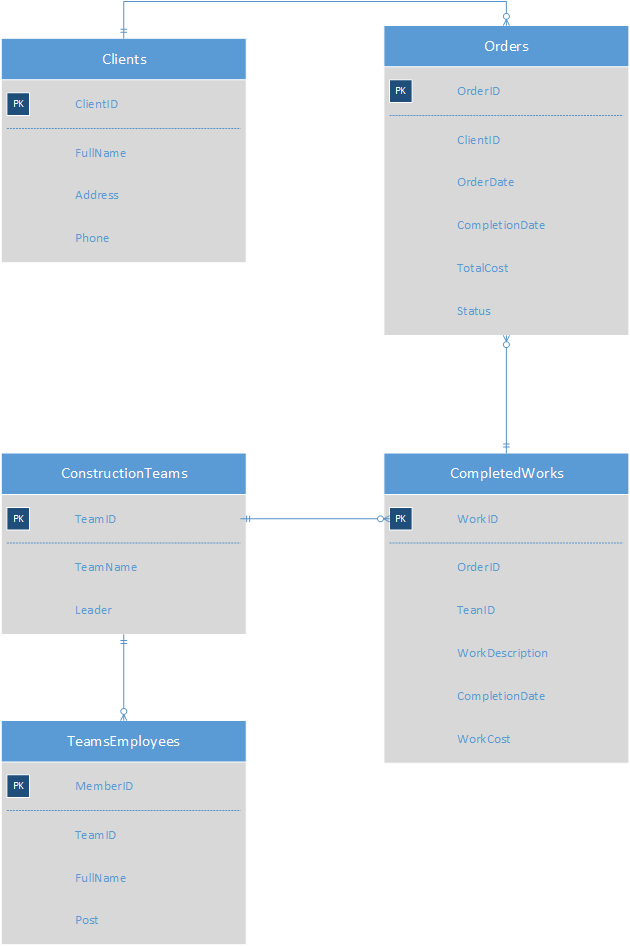 Clients
PK ClientID
FullName
Address
Phone
Orders
PK OrderID
ClientID
OrderDate
CompletionDate
TotalCost
Status
ConstructionTeams
PK TeamID
TeamName
Leader
CompletedWorks
PK WorkID
OrderID
TeanID
WorkDescription
CompletionDate
WorkCost
TeamsEmployees
PK MemberID
TeamID
FullName
Post